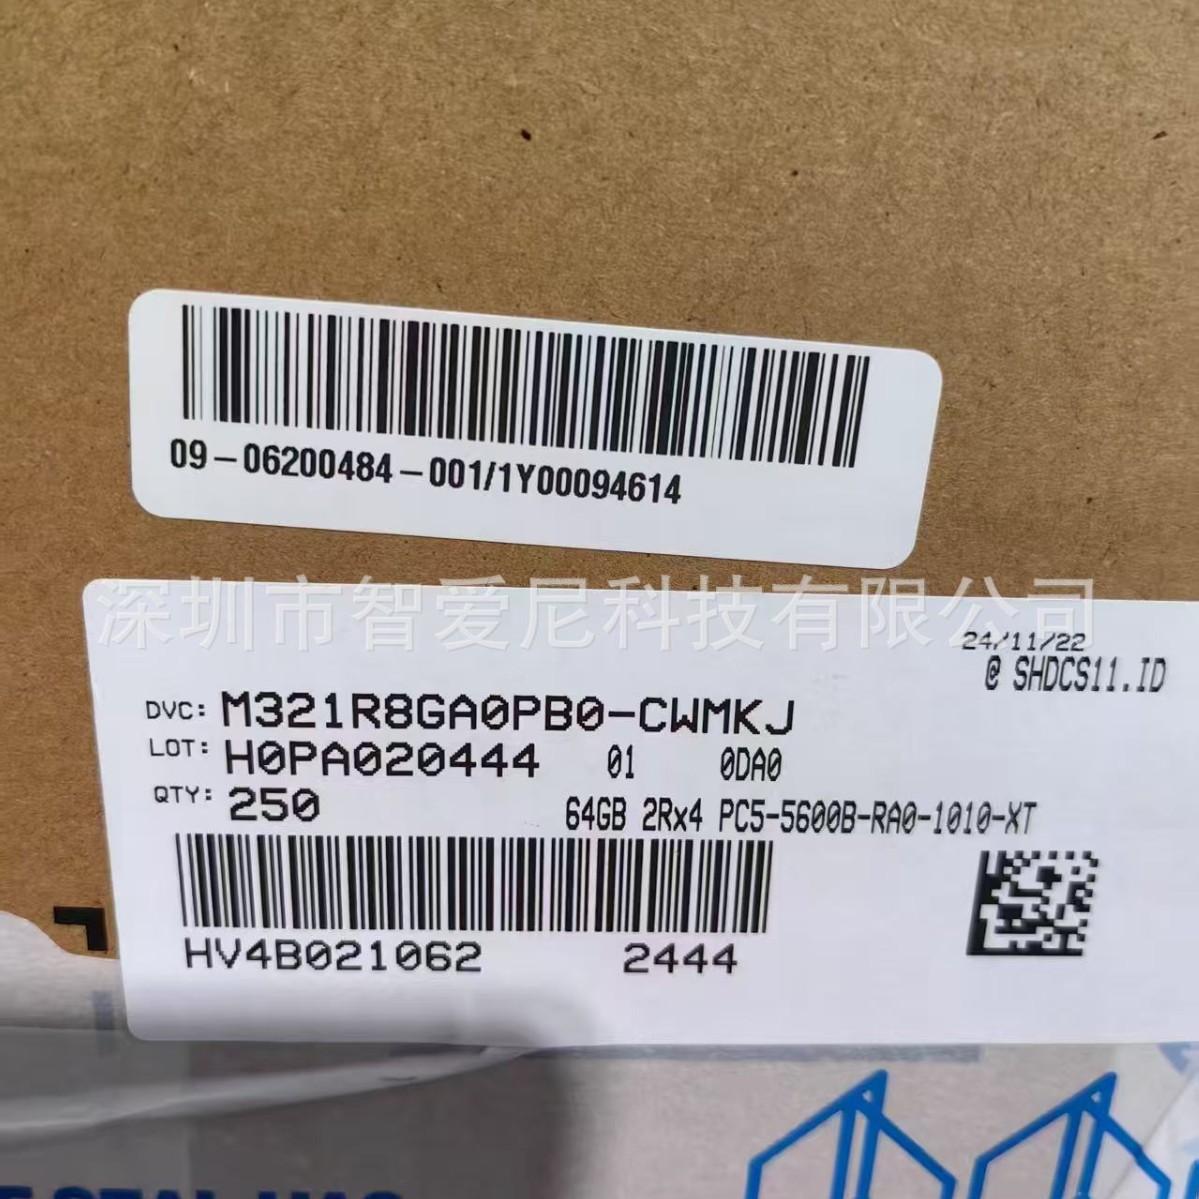 09-06200484-001/1Y00094614
深圳市智爱尼科技有限公司
24/11/22
@ SHDCS11.ID
DVC: M321R8GA0PB0-CWMKJ
LOT: H0PA020444 01 0DA0
QTY: 250 64GB 2Rx4 PC5-5600B-RA0-1010-XT
HV4B021062 2444